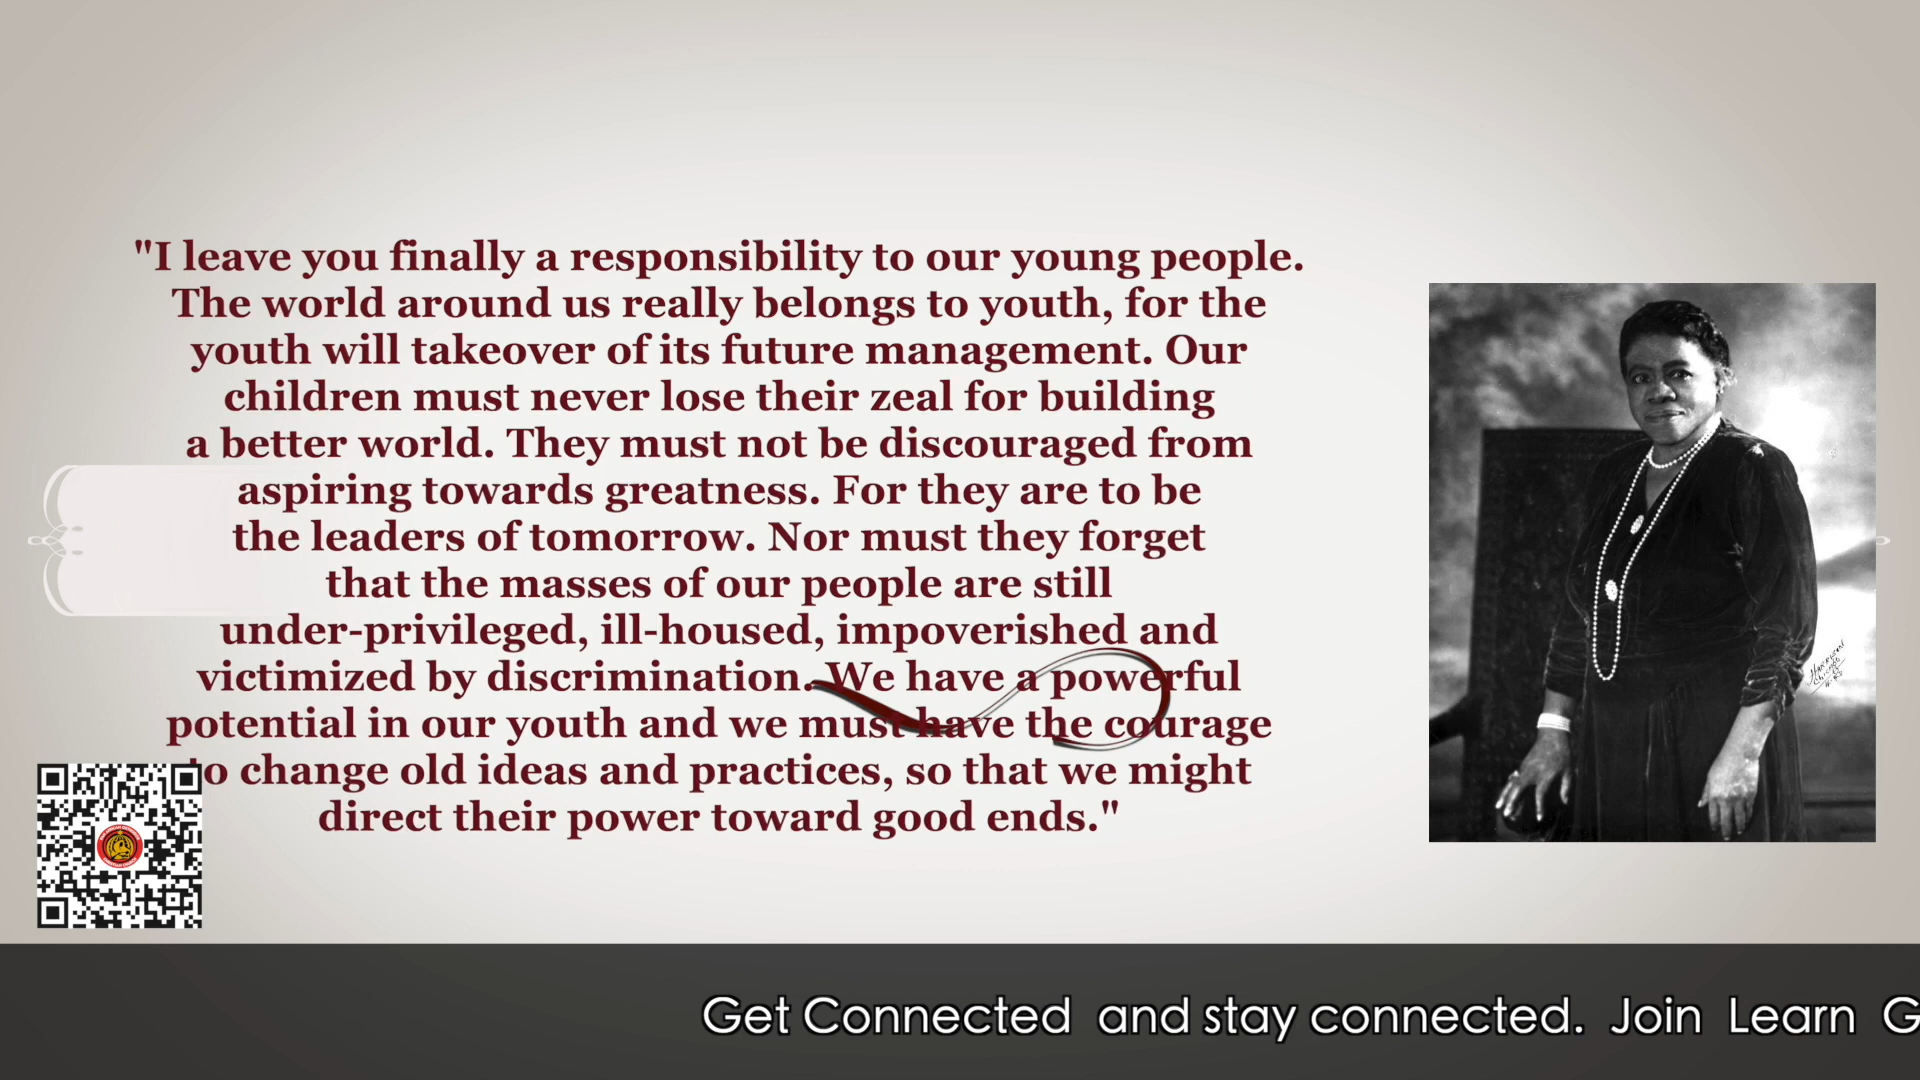 "I leave you finally a responsibility to our young people.
The world around us really belongs to youth, for the
youth will takeover of its future management. Our
children must never lose their zeal for building
a better world. They must not be discouraged from
aspiring towards greatness. For they are to be
the leaders of tomorrow. Nor must they forget
that the masses of our people are still
under-privileged, ill-housed, impoverished and
victimized by discrimination. We have a powerful
potential in our youth and we must have the courage
to change old ideas and practices, so that we might
direct their power toward good ends."
Get Connected and stay connected. Join Learn G